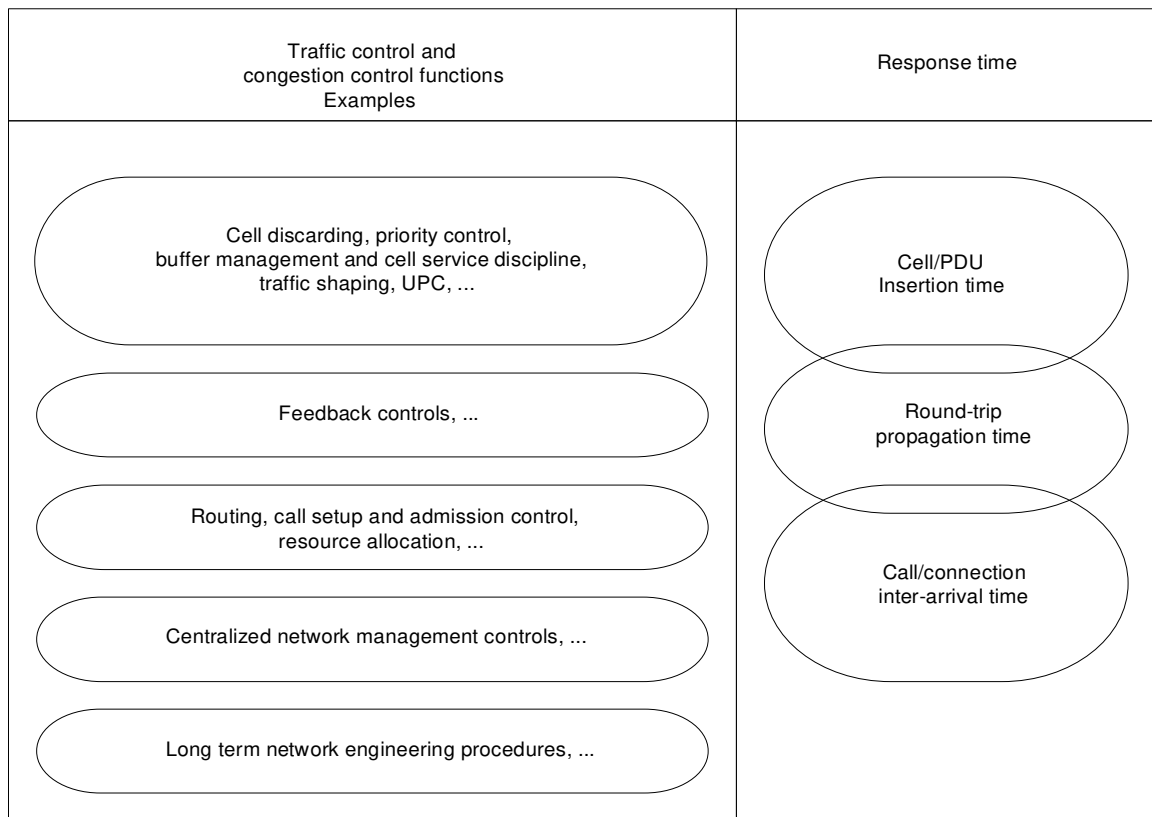 Traffic control and
congestion control functions
Examples
Response time
Cell discarding, priority control,
buffer management and cell service discipline,
traffic shaping, UPC, ...
Cell/PDU
Insertion time
Feedback controls, ...
Round-trip
propagation time
Routing, call setup and admission control,
resource allocation, ...
Call/connection
inter-arrival time
Centralized network management controls, ...
Long term network engineering procedures, ...